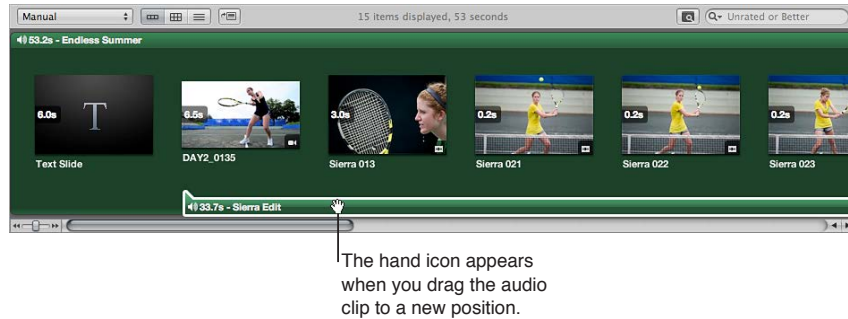 Manual
15 items displayed, 53 seconds
Unrated or Better
53.2s - Endless Summer
6.0s
T
6.5s
3.0s
0.2s
0.2s
0.2s
Text Slide
DAY2_0135
Sierra 013
Sierra 021
Sierra 022
Sierra 023
33.7s - Sierra Edit
The hand icon appears
when you drag the audio
clip to a new position.